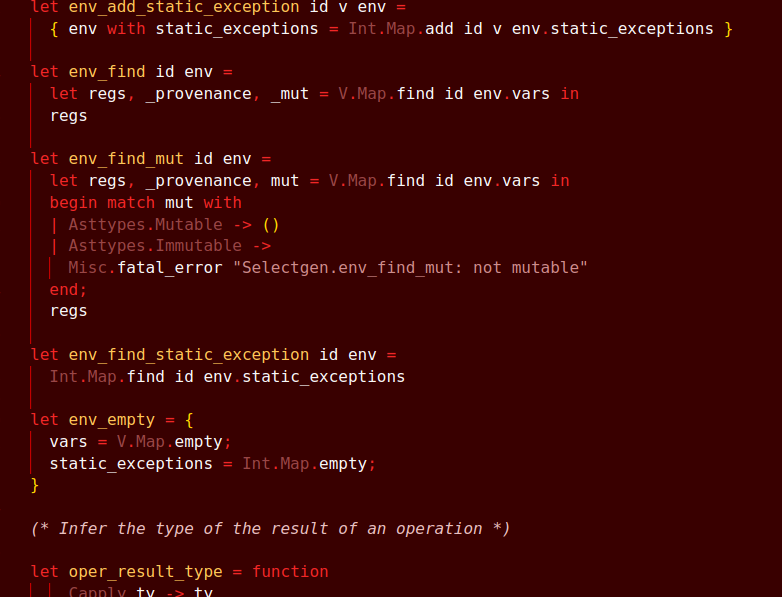 let env_add_static_exception id v env =
  { env with static_exceptions = Int.Map.add id v env.static_exceptions }

let env_find id env =
  let regs, _provenance, _mut = V.Map.find id env.vars in
  regs

let env_find_mut id env =
  let regs, _provenance, mut = V.Map.find id env.vars in
  begin match mut with
  | Asttypes.Mutable -> ()
  | Asttypes.Immutable ->
    Misc.fatal_error "Selectgen.env_find_mut: not mutable"
  end;
  regs

let env_find_static_exception id env =
  Int.Map.find id env.static_exceptions

let env_empty = {
  vars = V.Map.empty;
  static_exceptions = Int.Map.empty;
}

(* Infer the type of the result of an operation *)

let oper_result_type = function
    Capply ty -> ty